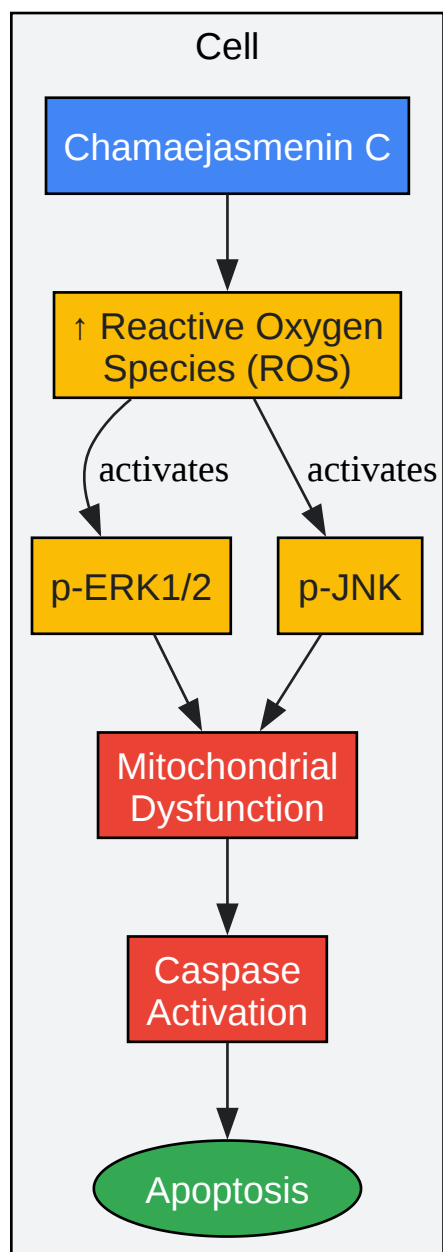 Cell
Chamaejasmenin C
↑ Reactive Oxygen
Species (ROS)
activates
activates
p-ERK1/2
p-JNK
Mitochondrial
Dysfunction
Caspase
Activation
Apoptosis